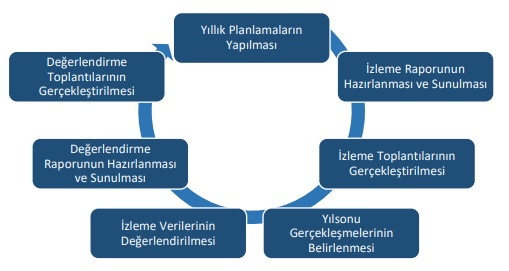 Yıllık Planlamaların
Yapılması
İzleme Raporunun
Hazırlanması ve Sunulması
İzleme Toplantılarının
Gerçekleştirilmesi
Yılsonu
Gerçekleşmelerinin
Belirlenmesi
İzleme Verilerinin
Değerlendirilmesi
Değerlendirme
Raporunun Hazırlanması
ve Sunulması
Değerlendirme
Toplantılarının
Gerçekleştirilmesi